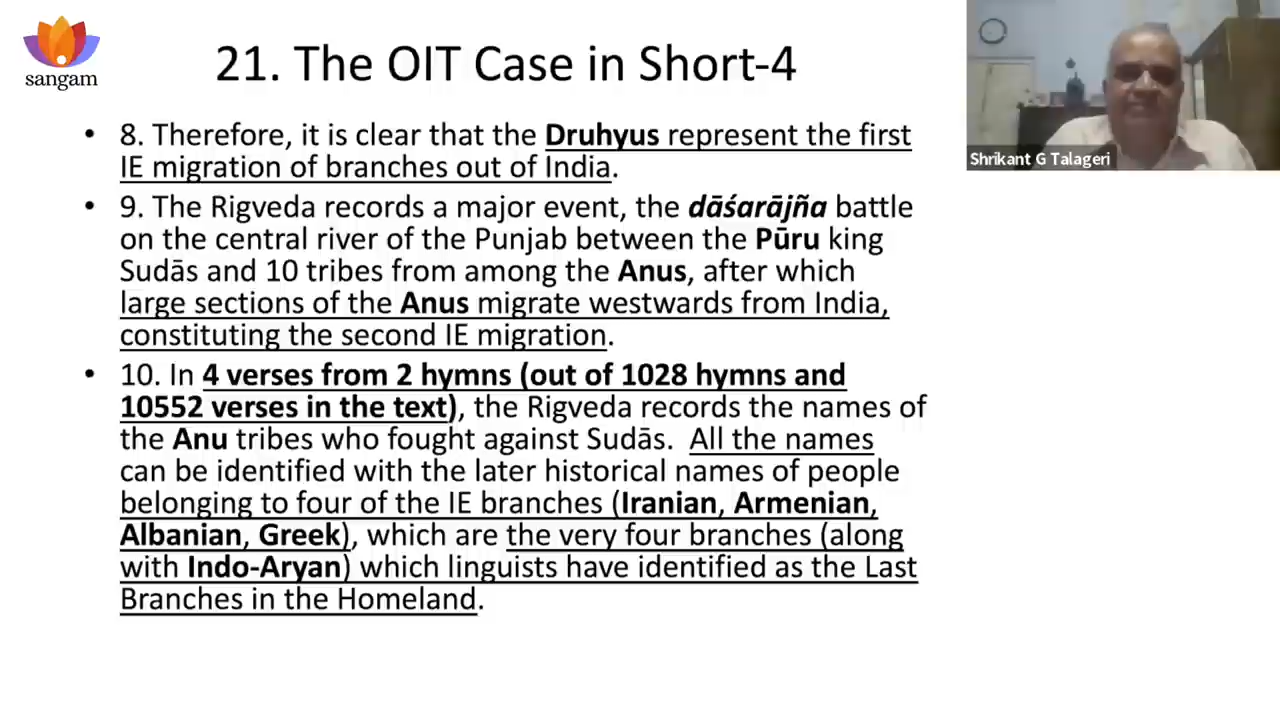 sangam
21. The OIT Case in Short-4
• 8. Therefore, it is clear that the Druhyus represent the first
IE migration of branches out of India.
• 9. The Rigveda records a major event, the dāśarājña battle
on the central river of the Punjab between the Pūru king
Sudās and 10 tribes from among the Anus, after which
large sections of the Anus migrate westwards from India,
constituting the second IE migration.
• 10. In 4 verses from 2 hymns (out of 1028 hymns and
10552 verses in the text), the Rigveda records the names of
the Anu tribes who fought against Sudās. All the names
can be identified with the later historical names of people
belonging to four of the IE branches (Iranian, Armenian,
Albanian, Greek), which are the very four branches (along
with Indo-Aryan) which linguists have identified as the Last
Branches in the Homeland.
Shrikant G Talageri